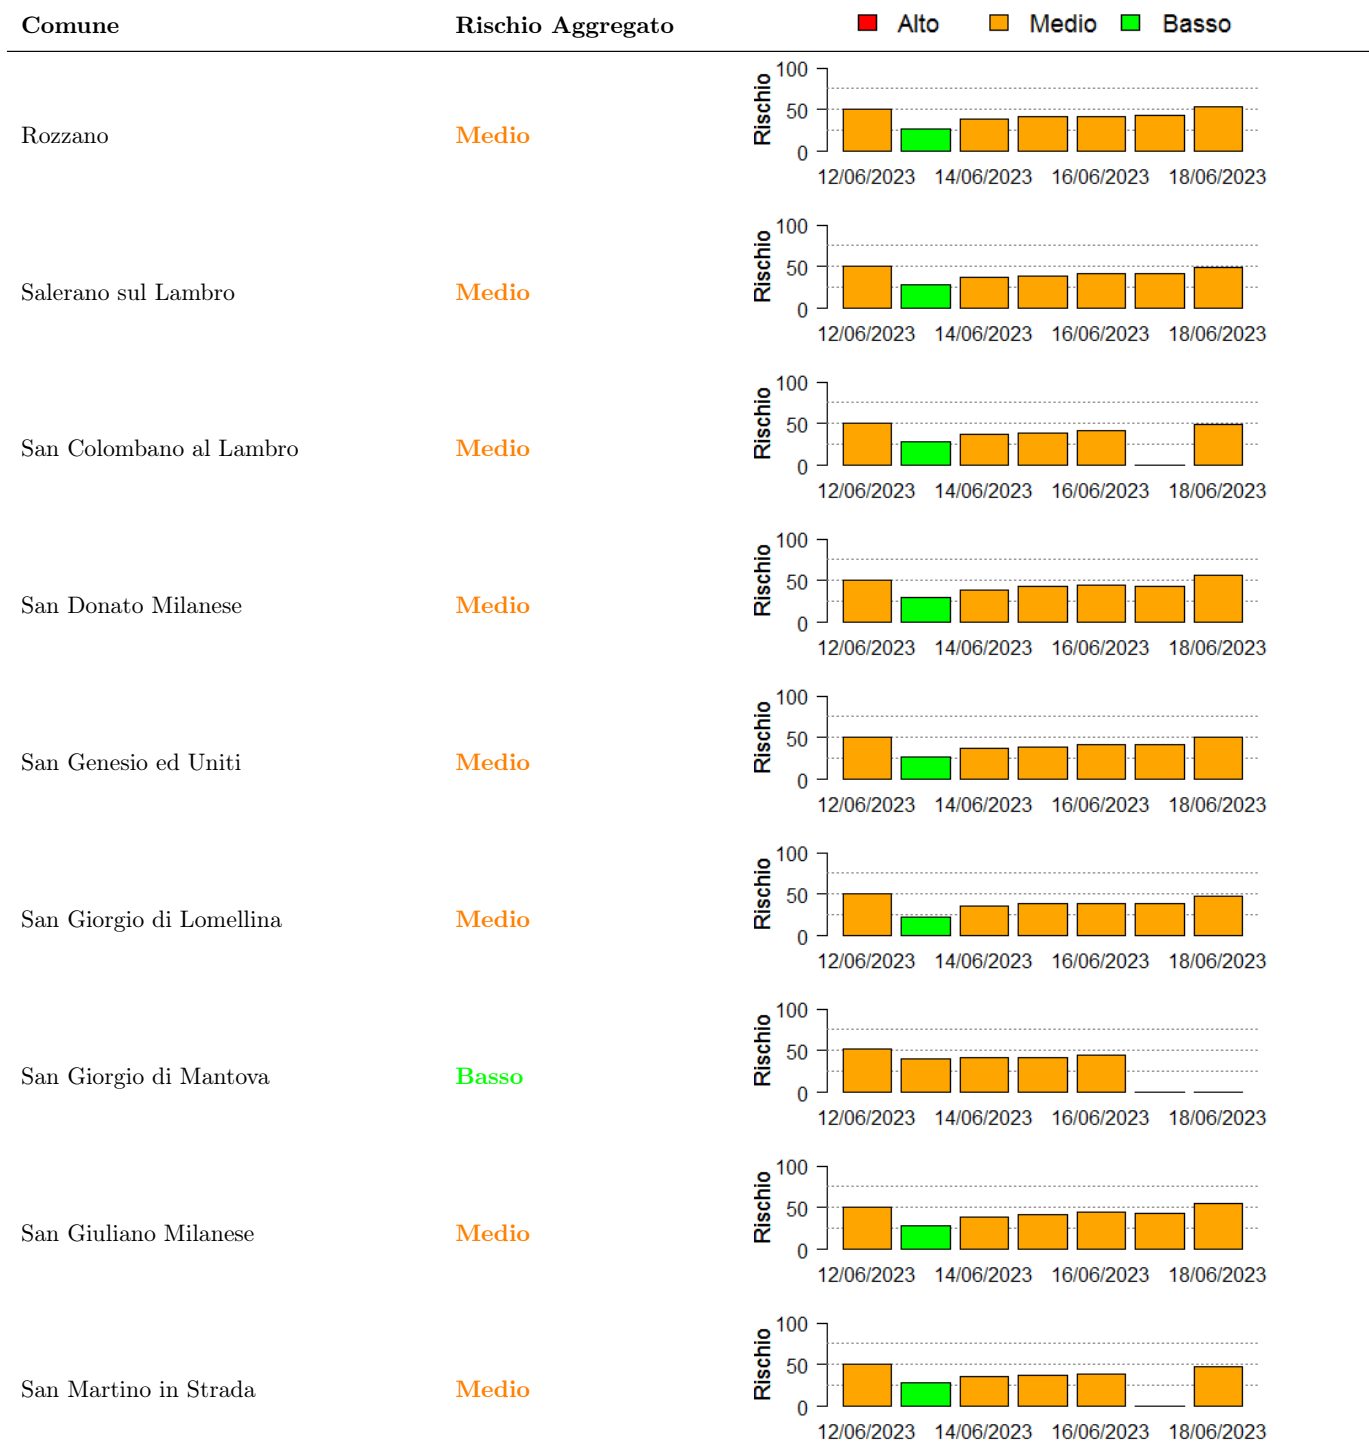 Comune Rischio Aggregato Alto Medio Basso
Rozzano Medio Rischio 100 50 0
12/06/2023 14/06/2023 16/06/2023 18/06/2023
Salerano sul Lambro Medio Rischio 100 50 0
12/06/2023 14/06/2023 16/06/2023 18/06/2023
San Colombano al Lambro Medio Rischio 100 50 0
12/06/2023 14/06/2023 16/06/2023 18/06/2023
San Donato Milanese Medio Rischio 100 50 0
12/06/2023 14/06/2023 16/06/2023 18/06/2023
San Genesio ed Uniti Medio Rischio 100 50 0
12/06/2023 14/06/2023 16/06/2023 18/06/2023
San Giorgio di Lomellina Medio Rischio 100 50 0
12/06/2023 14/06/2023 16/06/2023 18/06/2023
San Giorgio di Mantova Basso Rischio 100 50 0
12/06/2023 14/06/2023 16/06/2023 18/06/2023
San Giuliano Milanese Medio Rischio 100 50 0
12/06/2023 14/06/2023 16/06/2023 18/06/2023
San Martino in Strada Medio Rischio 100 50 0
12/06/2023 14/06/2023 16/06/2023 18/06/2023